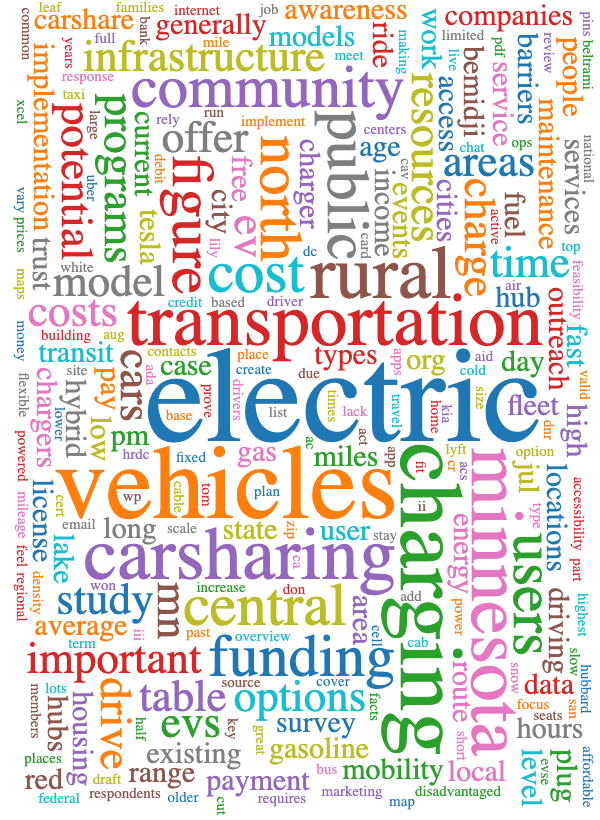 leaf
families
internet
job
awareness
companies
pins
common
carshare
bank
generally
ride
making
work
limited
barriers
review
people
beltrami
years
full
mile
models
meet
live
pdf
implementation
infrastructure
bemidji
service
response
community
resources
access
chat
ops
maintenance
national
xcel
taxi
large
programs
current
rely
run
implement
centers
age
areas
services
potential
offer
public
uber
debit
figure
free
north
charger
income
cav
events
cities
charge
active
fuel
vary
prices
trust
tesla
city
lily
ev
dc
card
time
top
feasibility
white
model
cost
rural
air
hub
maps
costs
credit
based
driver
outreach
fast
money
building
aug
transportation
transit
contacts
place
types
apps
org
aid
day
valid
site
cars
ada
case
create
due
cold
flexible
chargers
hybrid
lower
pay
low
base
prove
drivers
electric
list
times
lack
travel
home
kia
size
fleet
high
dnr
powered
pm
hrdc
fixed
gas
ac
act
app
miles
lyft
option
mileage
license
cert
vehicles
wp
cable
tom
plan
charging
fit
ii
cr
acs
minnesota
jul
type
locations
accessibility
email
long
scale
state
zip
user
stay
energy
users
part
feel
regional
density
lake
carsharing
ca
won
increase
don
add
power
driving
highest
study
mn
central
area
cell
average
iii
past
overview
cab
slow
term
important
funding
route
snow
data
hubbard
members
lots
hubs
housing
drive
table
source
options
cover
facts
short
focus
seats
san
half
evs
key
great
survey
hours
places
existing
gasoline
mobility
local
level
evse
plug
affordable
red
draft
range
payment
bus
disadvantaged
federal
respondents
older
cut
requires
marketing
map